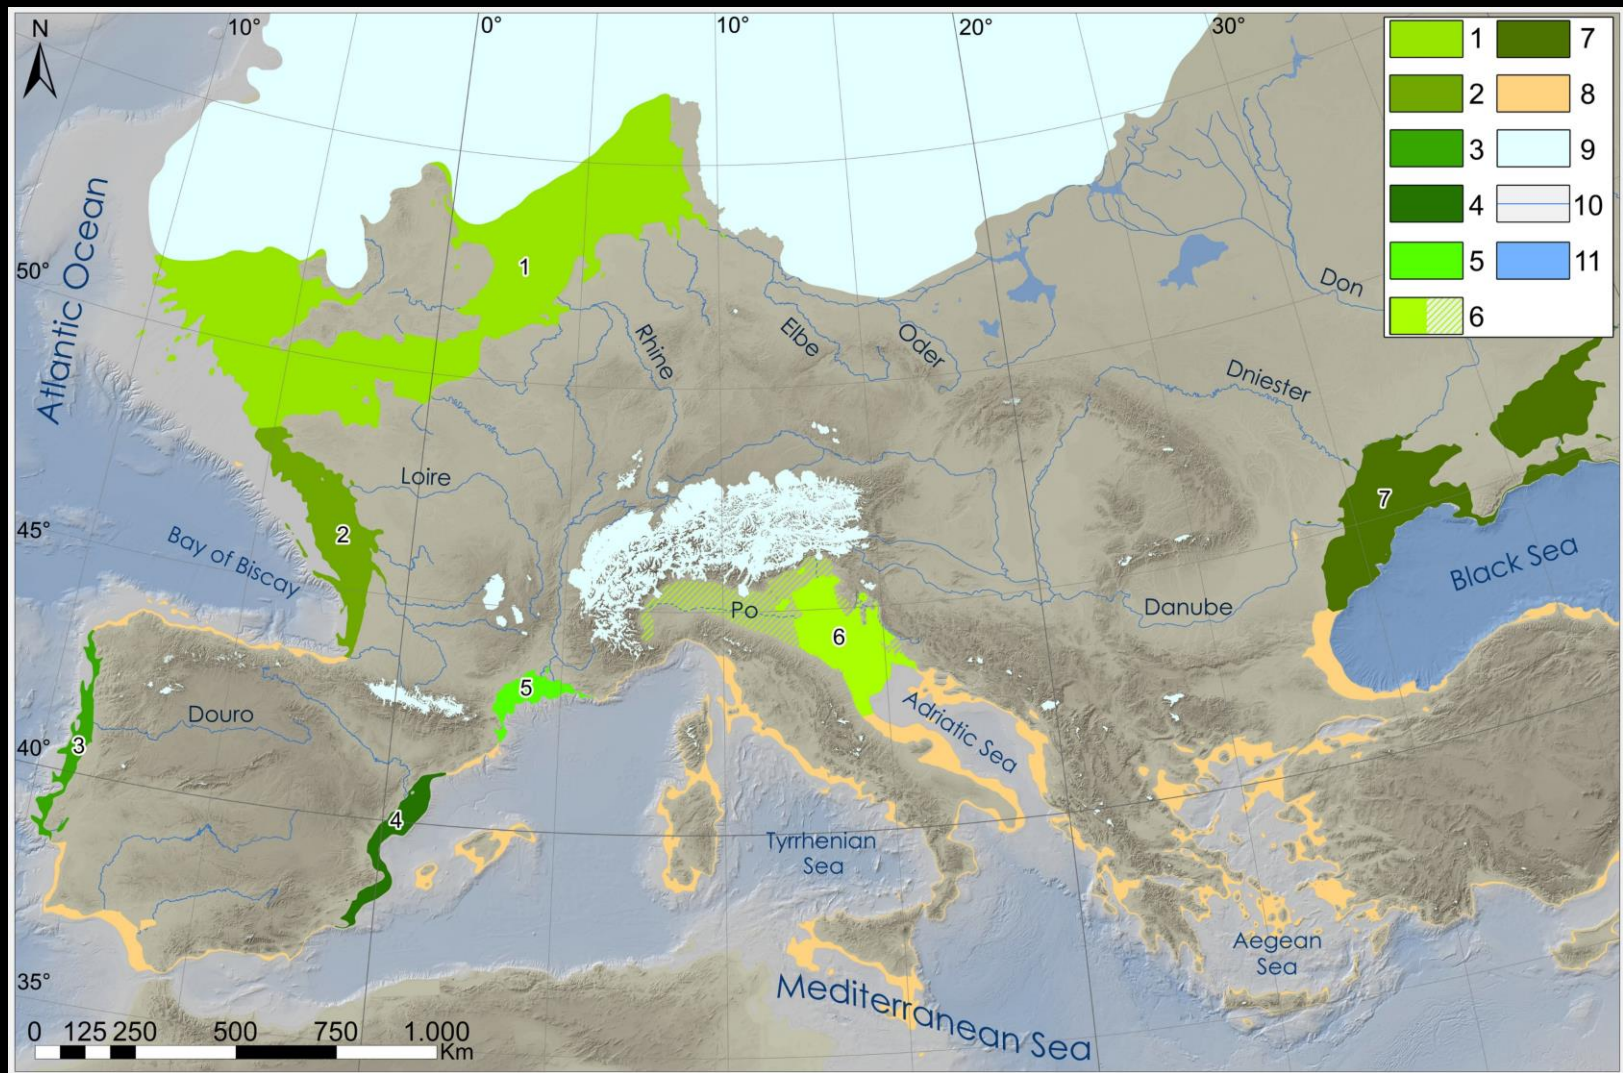 N
10°
0°
10°
20°
30°
1 7
2 8
3 9
4 10
5 11
6
50°
45°
40°
35°
Atlantic Ocean
1
Don
Rhine
Elbe
Oder
Dniester
Loire
7
2
Bay of Biscay
Black Sea
Po
Danube
6
5
Douro
3
Adriatic Sea
4
Tyrrhenian
Sea
Aegean
Sea
Mediterranean Sea
0 125 250 500 750 1.000
Km